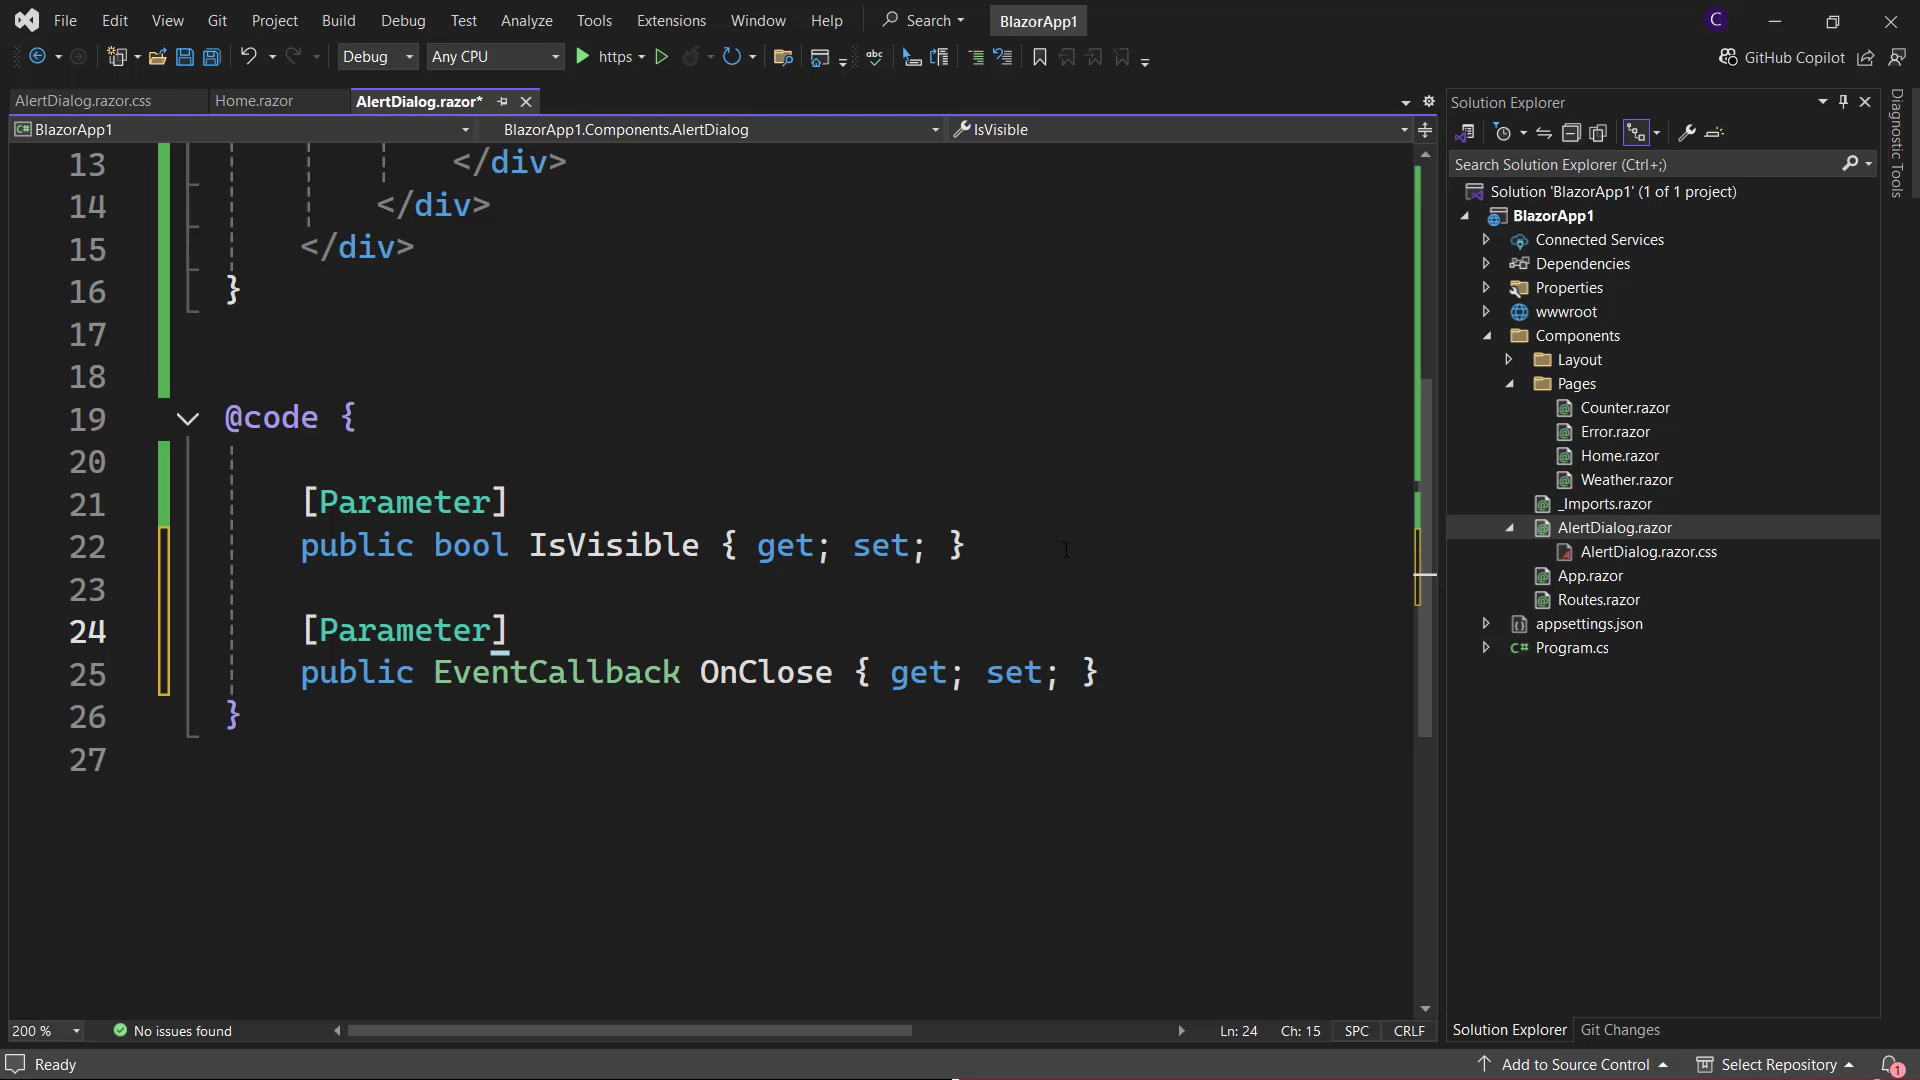 File Edit View Git Project Build Debug Test Analyze Tools Extensions Window Help Search BlazorApp1 C
Debug Any CPU https abc GitHub Copilot
AlertDialog.razor.css Home.razor AlertDialog.razor*
C# BlazorApp1 BlazorApp1.Components.AlertDialog IsVisible
13 </div>
14 </div>
15 </div>
16 }
17
18
19 @code {
20
21 [Parameter]
22 public bool IsVisible { get; set; }
23
24 [Parameter]
25 public EventCallback OnClose { get; set; }
26 }
27
200 % No issues found Ln: 24 Ch: 15 SPC CRLF
Solution Explorer
Search Solution Explorer (Ctrl+;)
Solution 'BlazorApp1' (1 of 1 project)
BlazorApp1
Connected Services
Dependencies
Properties
wwwroot
Components
Layout
Pages
Counter.razor
Error.razor
Home.razor
Weather.razor
_Imports.razor
AlertDialog.razor
AlertDialog.razor.css
App.razor
Routes.razor
appsettings.json
C# Program.cs
Solution Explorer Git Changes
Diagnostic Tools
Ready Add to Source Control Select Repository 1